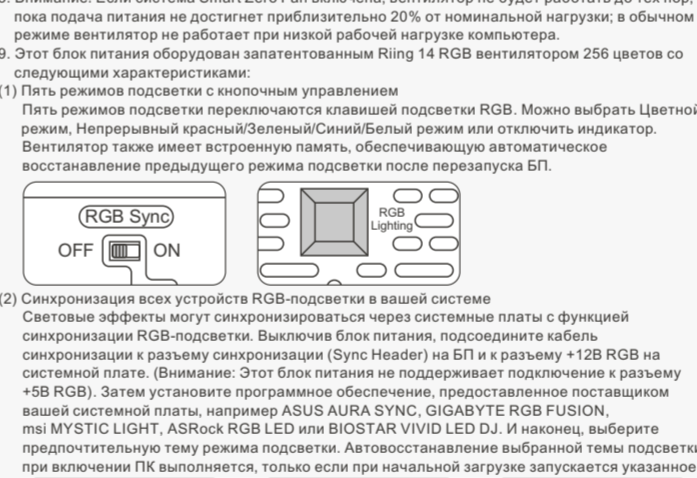 пока подача питания не достигнет приблизительно 20% от номинальной нагрузки; в обычном
режиме вентилятор не работает при низкой рабочей нагрузке компьютера.
9. Этот блок питания оборудован запатентованным Riing 14 RGB вентилятором 256 цветов со
следующими характеристиками:
(1) Пять режимов подсветки с кнопочным управлением
Пять режимов подсветки переключаются клавишей подсветки RGB. Можно выбрать Цветной
режим, Непрерывный красный/Зеленый/Синий/Белый режим или отключить индикатор.
Вентилятор также имеет встроенную память, обеспечивающую автоматическое
восстанавление предыдущего режима подсветки после перезапуска БП.
RGB Sync
OFF ON
RGB
Lighting
(2) Синхронизация всех устройств RGB-подсветки в вашей системе
Световые эффекты могут синхронизироваться через системные платы с функцией
синхронизации RGB-подсветки. Выключив блок питания, подсоедините кабель
синхронизации к разъему синхронизации (Sync Header) на БП и к разъему +12В RGB на
системной плате. (Внимание: Этот блок питания не поддерживает подключение к разъему
+5В RGB). Затем установите программное обеспечение, предоставленное поставщиком
вашей системной платы, например ASUS AURA SYNC, GIGABYTE RGB FUSION,
msi MYSTIC LIGHT, ASRock RGB LED или BIOSTAR VIVID LED DJ. И наконец, выберите
предпочтительную тему режима подсветки. Автовосстановление выбранной темы подсветки
при включении ПК выполняется, только если при начальной загрузке запускается указанное